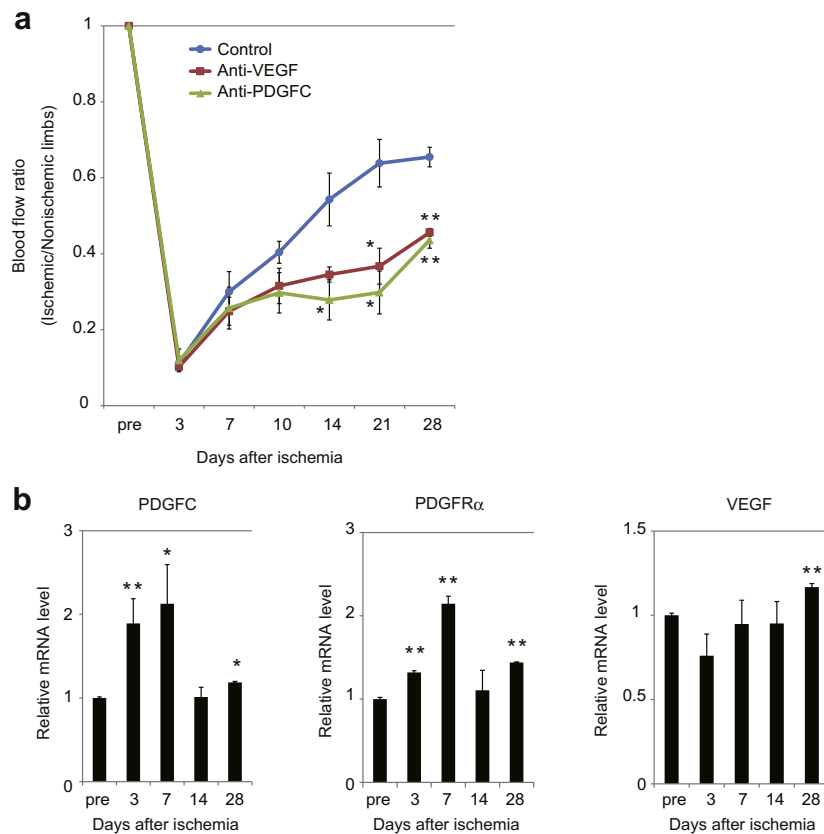 a
Blood flow ratio
(Ischemic/Nonischemic limbs)
1
0.8
0.6
0.4
0.2
0
Control
Anti-VEGF
Anti-PDGFC
**
*
**
*
*
pre 3 7 10 14 21 28
Days after ischemia
b
PDGFC
Relative mRNA level
3
2
1
0
**
*
*
pre 3 7 14 28
Days after ischemia
PDGFRα
Relative mRNA level
3
2
1
0
**
**
**
pre 3 7 14 28
Days after ischemia
VEGF
Relative mRNA level
1.5
1
0.5
0
**
pre 3 7 14 28
Days after ischemia